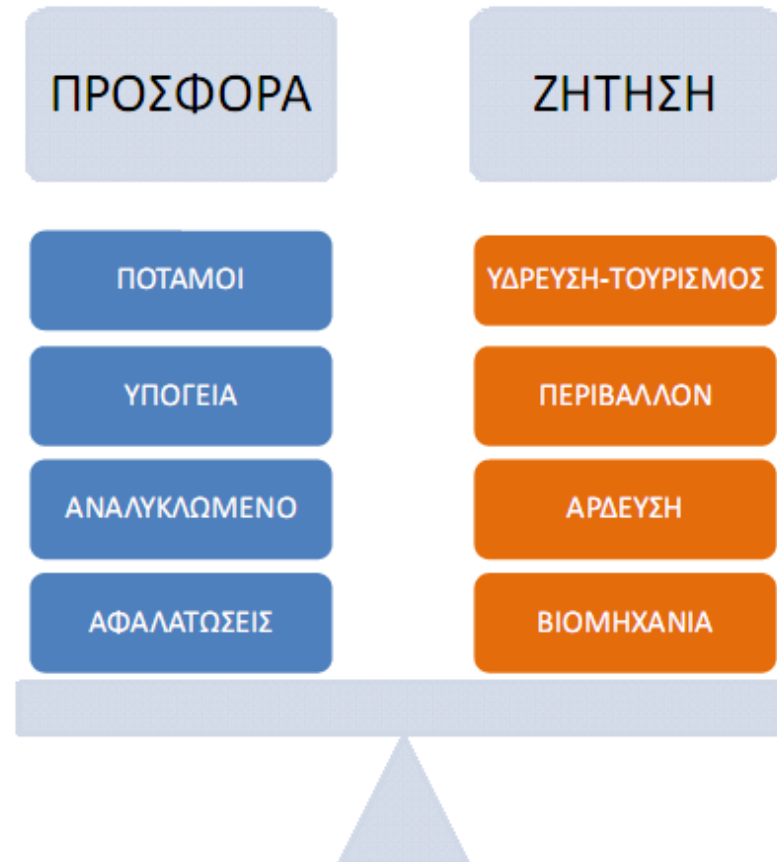 ΠΡΟΣΦΟΡΑ
ΖΗΤΗΣΗ
ΠΟΤΑΜΟΙ
ΥΔΡΕΥΣΗ-ΤΟΥΡΙΣΜΟΣ
ΥΠΟΓΕΙΑ
ΠΕΡΙΒΑΛΛΟΝ
ΑΝΑΛΥΚΛΩΜΕΝΟ
ΑΡΔΕΥΣΗ
ΑΦΑΛΑΤΩΣΕΙΣ
ΒΙΟΜΗΧΑΝΙΑ